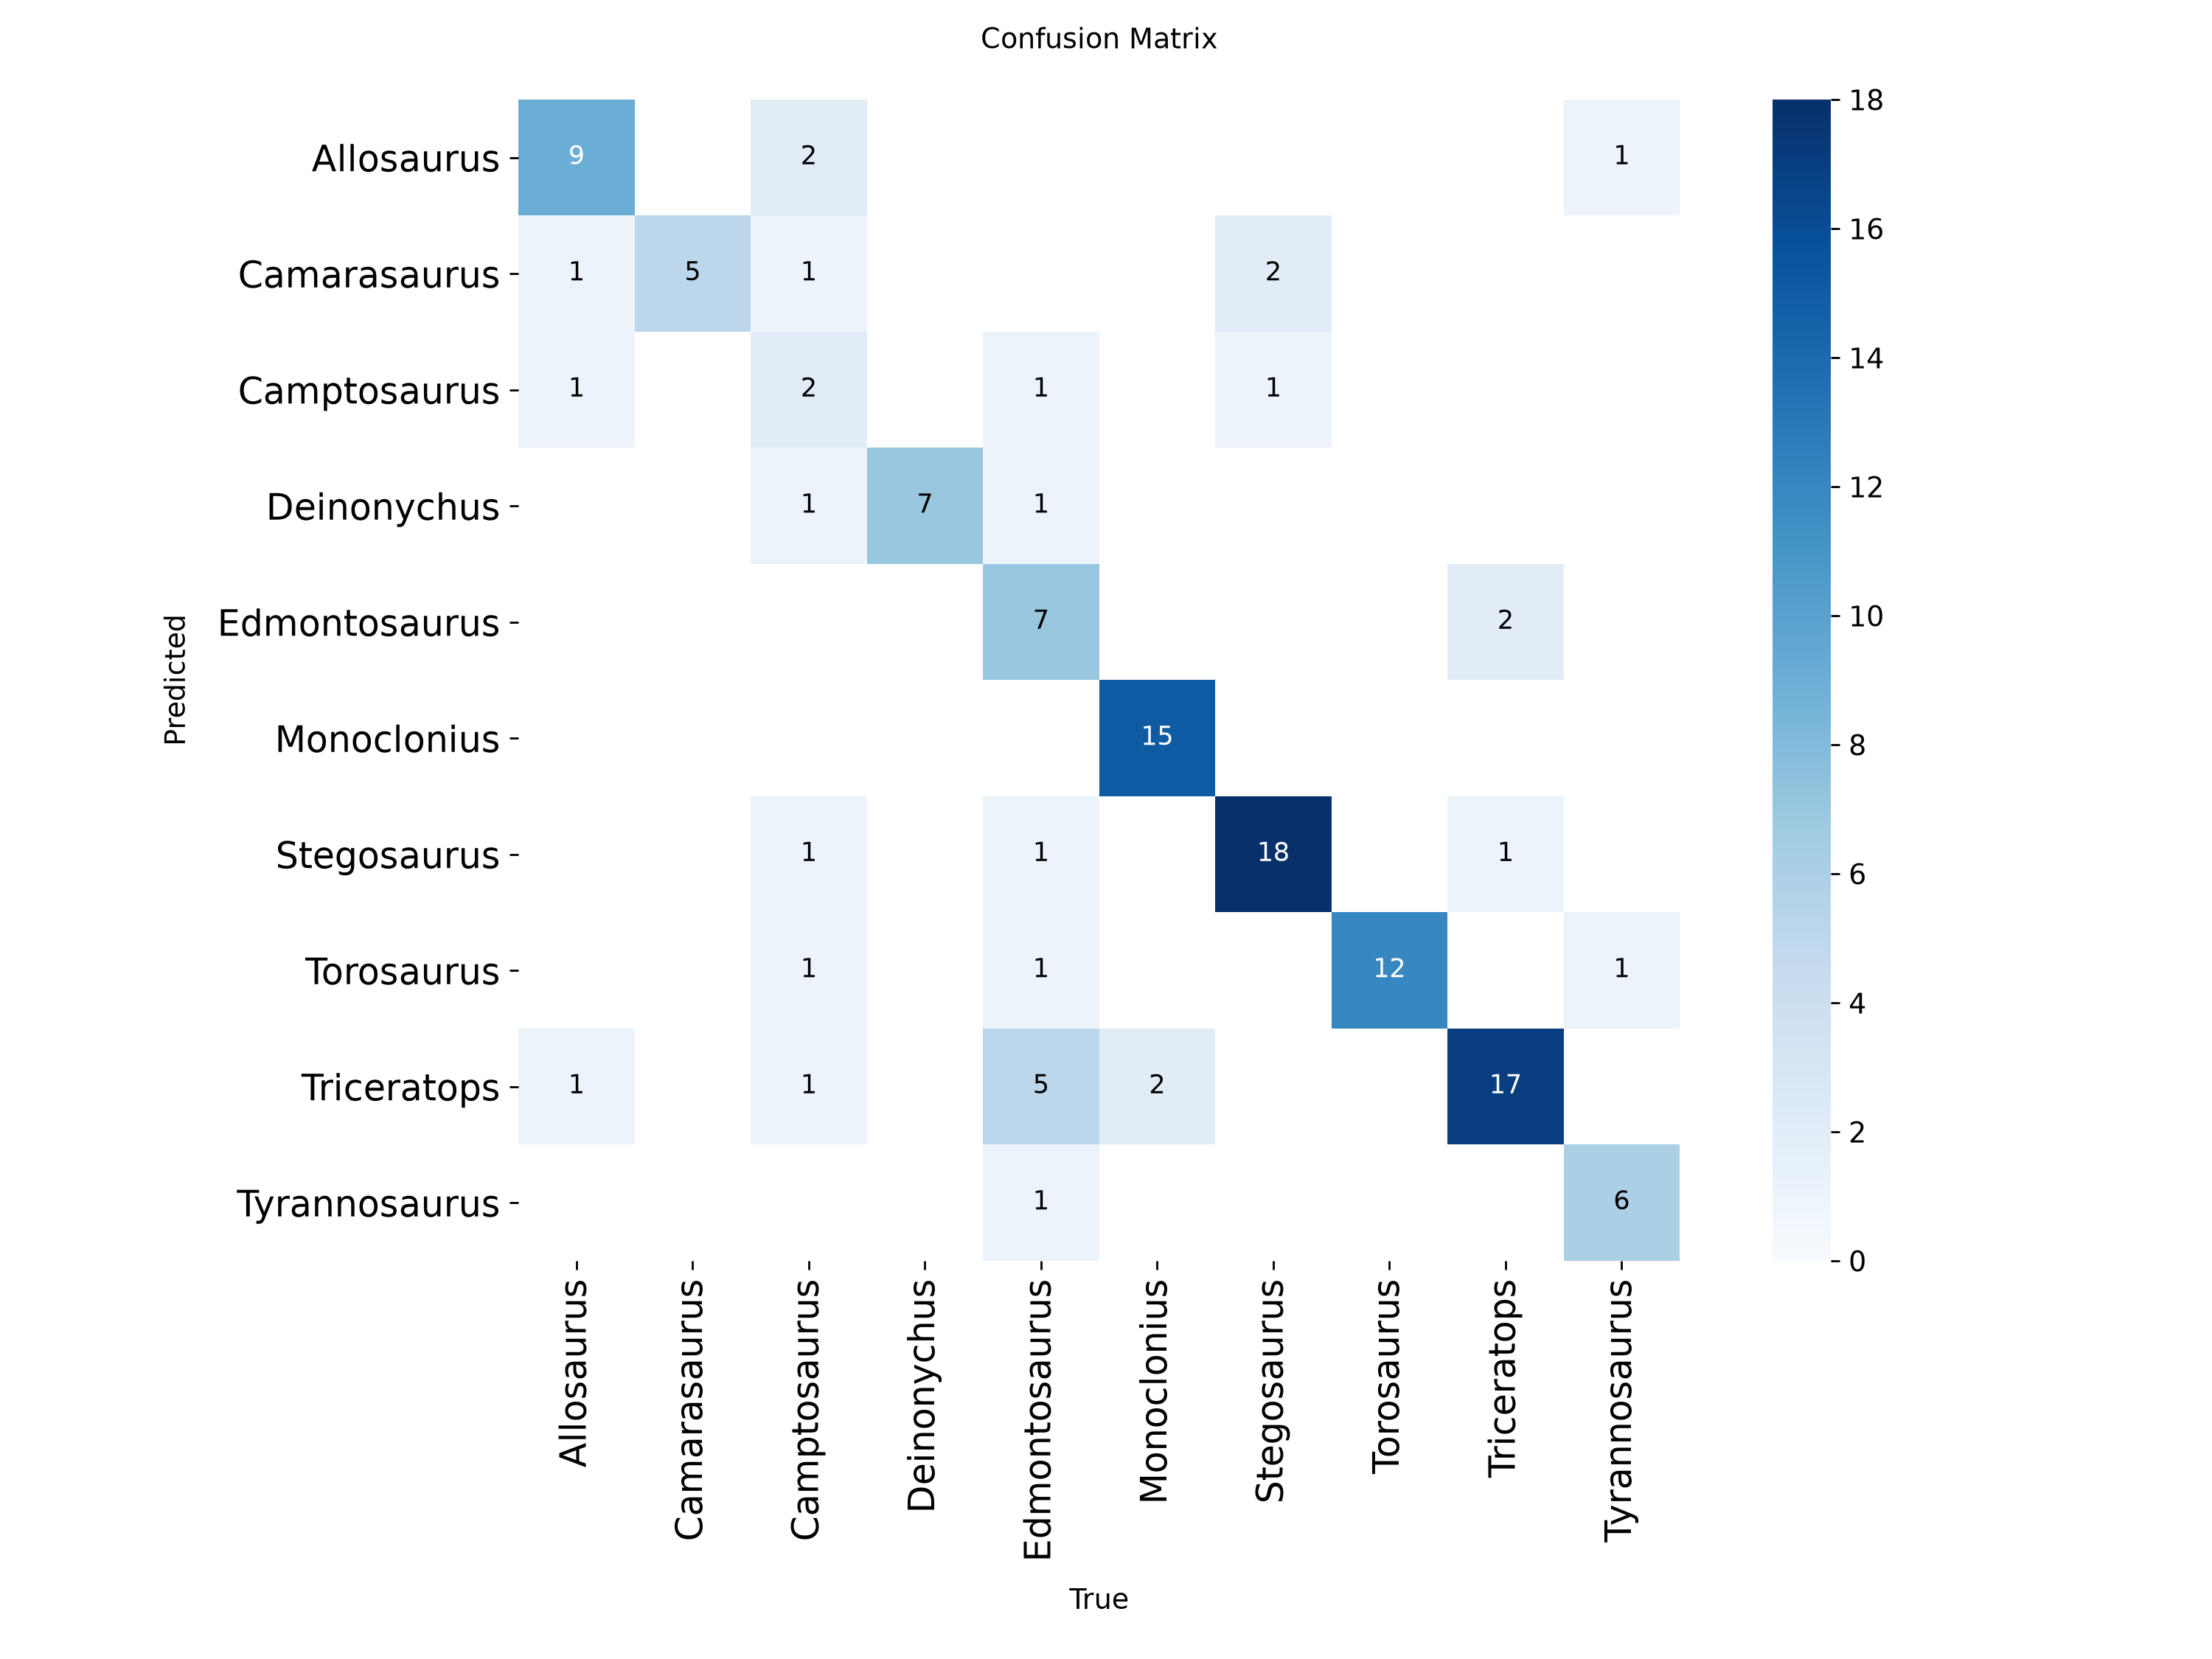 Confusion Matrix
Allosaurus 9 2 1
Camarasaurus 1 5 1 2
Camptosaurus 1 2 1 1
Deinonychus 1 7 1
Edmontosaurus 7 2
Monoclonius 15
Stegosaurus 1 1 18 1
Torosaurus 1 1 12 1
Triceratops 1 1 5 2 17
Tyrannosaurus 1 6
Predicted
Allosaurus
Camarasaurus
Camptosaurus
Deinonychus
Edmontosaurus
Monoclonius
Stegosaurus
Torosaurus
Triceratops
Tyrannosaurus
True
18
16
14
12
10
8
6
4
2
0